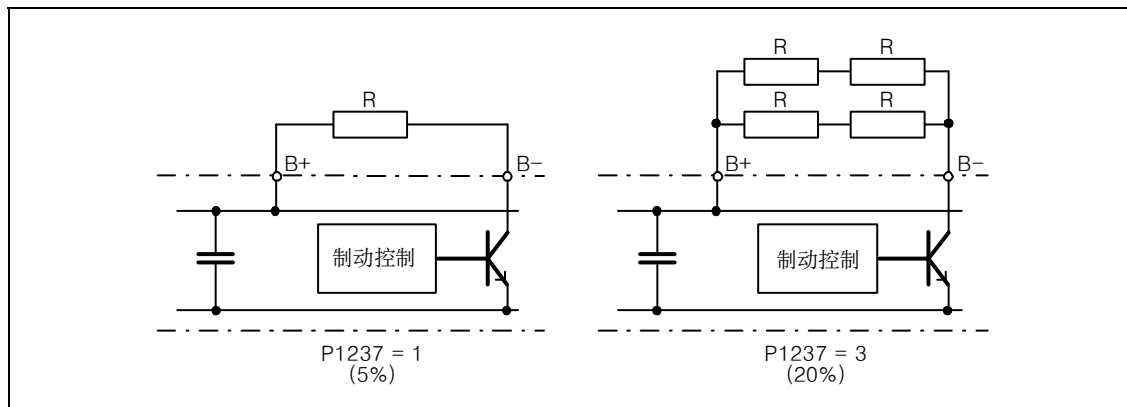 R
B+
B-
制动控制
P1237 = 1
(5%)
R
R
R
R
B+
B-
制动控制
P1237 = 3
(20%)